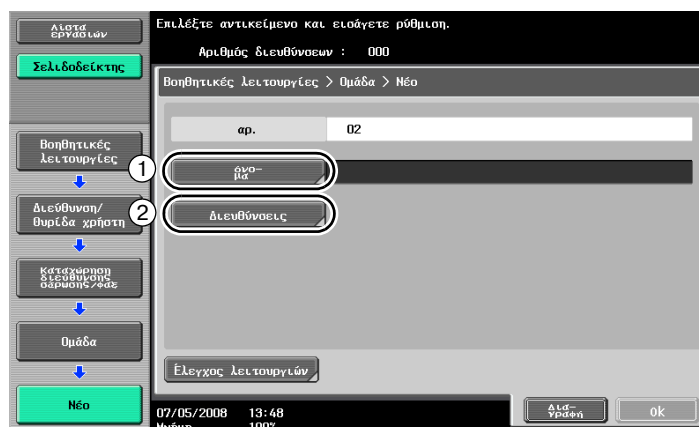 Λίστα
εργασιών
Σελιδοδείκτης
Βοηθητικές
λειτουργίες
Διεύθυνση/
θυρίδα χρήστη
Καταχώρηση
διεύθυνσης
σάρωσης/φαξ
Ομάδα
Νέο
Επιλέξτε αντικείμενο και εισάγετε ρύθμιση.
Αριθμός διευθύνσεων : 000
Βοηθητικές λειτουργίες > Ομάδα > Νέο
αρ. 02
1 όνο-
μα
2 Διευθύνσεις
Έλεγχος λειτουργιών
07/05/2008 13:48
Μνήμη 100%
Δια-
γραφή
ok